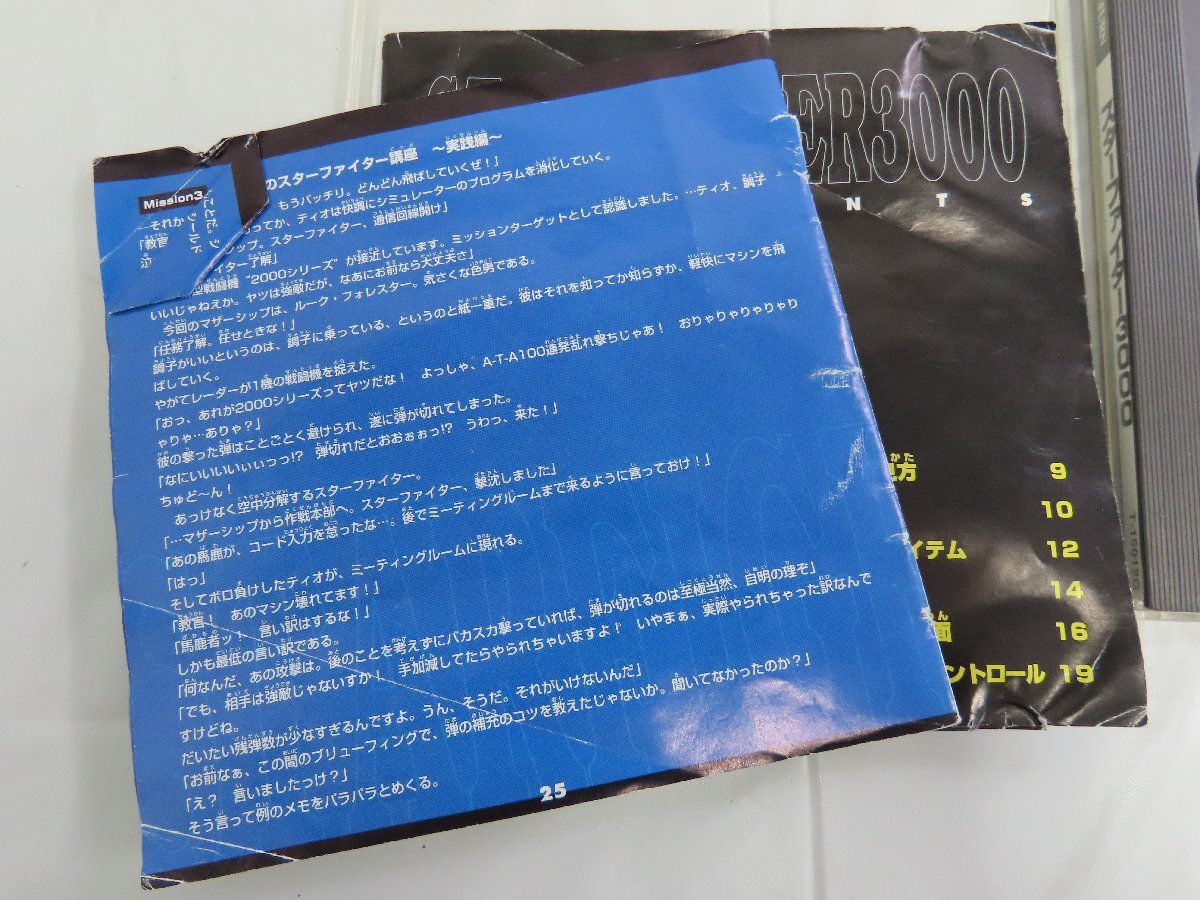 Mission3
のスターファイター講座 ~実践編~
それか
もうバッチリ。どんどん飛ばしていくぜ!」
「教官
ってか、ティオは快調にシミュレーターのプログラムを消化していく。
シップ。スターファイター、通信回線開け」
イター了解」
型戦闘機 "2000シリーズ" が接近しています。ミッションターゲットとして認識しました。…ティオ、調子
いいじゃねえか。ヤツは強敵だが、なあにお前なら大丈夫さ」
今回のマザーシップは、ルーク・フォレスター。気さくな色男である。
「任務了解。任せときな!」
調子がいいというのは、調子に乗っている、というのと紙一重だ。彼はそれを知ってか知らずか、軽快にマシンを飛
ばしていく。
やがてレーダーが1機の戦闘機を捉えた。
「おっ、あれが2000シリーズってヤツだな! よっしゃ、A-T-A100連発乱れ撃ちじゃあ! おりゃりゃりゃりゃり
ゃりゃ…ありゃ?」
彼の撃った弾はことごとく避けられ、遂に弾が切れてしまった。
「なにいいいいいいっっ!? 弾切れだとおおぉぉっ!? うわっ、来た!」
ちゅど〜ん!
あっけなく空中分解するスターファイター。
「…マザーシップから作戦本部へ。スターファイター、撃沈しました」
「あの馬鹿が、コード入力を怠ったな…。後でミーティングルームまで来るように言っておけ!」
「はっ」
そしてボロ負けしたティオが、ミーティングルームに現れる。
「教官! あのマシン壊れてます!」
「馬鹿者ッ! 言い訳はするな!」
しかも最低の言い訳である。
「何なんだ、あの攻撃は。後のことを考えずにバカスカ撃っていれば、弾が切れるのは至極当然、自明の理ぞ」
「でも、相手は強敵じゃないすか! 手加減してたらやられちゃいますよ! いやまぁ、実際やられちゃった訳なんで
すけどね。
だいたい残弾数が少なすぎるんですよ。うん、そうだ。それがいけないんだ」
「お前なぁ、この間のブリューフィングで、弾の補充のコツを教えたじゃないか。聞いてなかったのか?」
「え? 言いましたっけ?」
そう言って例のメモをパラパラとめくる。
25
ER3000
NTS
方 9
10
イテム 12
14
面 16
ントロール 19
スターファイター3000